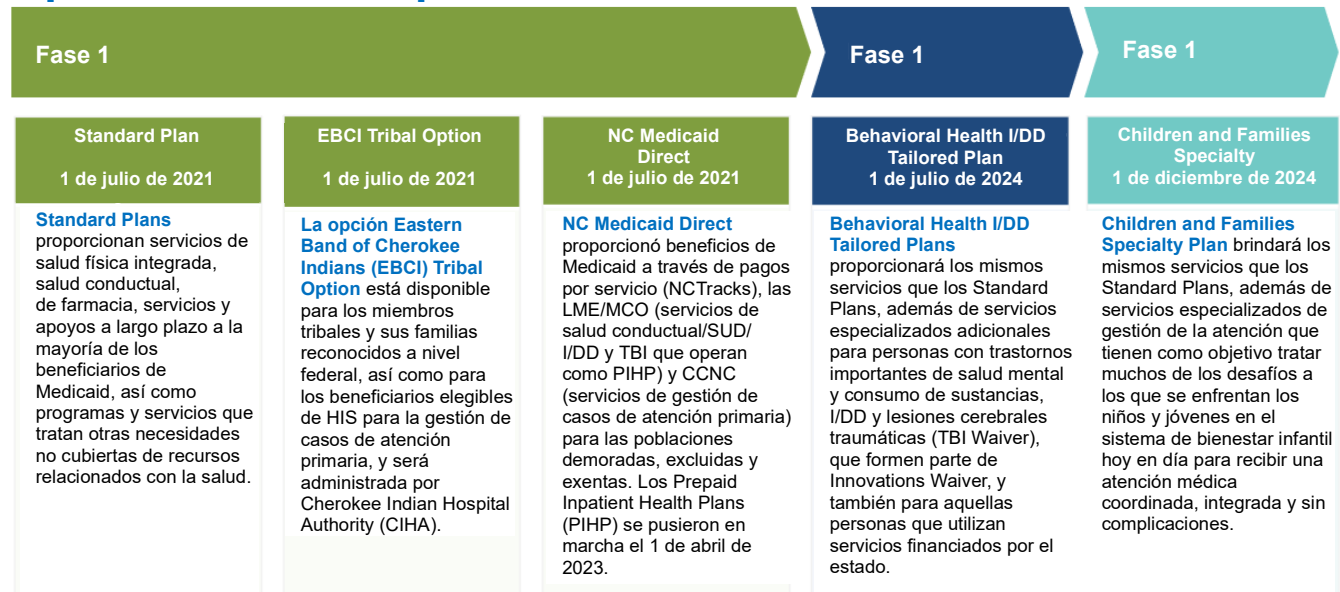 Fase 1
Fase 1
Fase 1
Standard Plan
1 de julio de 2021
Standard Plans
proporcionan servicios de
salud física integrada,
salud conductual,
de farmacia, servicios y
apoyos a largo plazo a la
mayoría de los
beneficiarios de
Medicaid, así como
programas y servicios que
tratan otras necesidades
no cubiertas de recursos
relacionados con la salud.
EBCI Tribal Option
1 de julio de 2021
La opción Eastern
Band of Cherokee
Indians (EBCI) Tribal
Option está disponible
para los miembros
tribales y sus familias
reconocidos a nivel
federal, así como para
los beneficiarios elegibles
de HIS para la gestión de
casos de atención
primaria, y será
administrada por
Cherokee Indian Hospital
Authority (CIHA).
NC Medicaid
Direct
1 de julio de 2021
NC Medicaid Direct
proporcionó beneficios de
Medicaid a través de pagos
por servicio (NCTracks), las
LME/MCO (servicios de
salud conductual/SUD/
I/DD y TBI que operan
como PIHP) y CCNC
(servicios de gestión de
casos de atención primaria)
para las poblaciones
demoradas, excluidas y
exentas. Los Prepaid
Inpatient Health Plans
(PIHP) se pusieron en
marcha el 1 de abril de
2023.
Behavioral Health I/DD
Tailored Plan
1 de julio de 2024
Behavioral Health I/DD
Tailored Plans
proporcionará los mismos
servicios que los Standard
Plans, además de servicios
especializados adicionales
para personas con trastornos
importantes de salud mental
y consumo de sustancias,
I/DD y lesiones cerebrales
traumáticas (TBI Waiver),
que formen parte de
Innovations Waiver, y
también para aquellas
personas que utilizan
servicios financiados por el
estado.
Children and Families
Specialty
1 de diciembre de 2024
Children and Families
Specialty Plan brindará los
mismos servicios que los
Standard Plans, además de
servicios especializados de
gestión de la atención que
tienen como objetivo tratar
muchos de los desafíos a
los que se enfrentan los
niños y jóvenes en el
sistema de bienestar infantil
hoy en día para recibir una
atención médica
coordinada, integrada y sin
complicaciones.